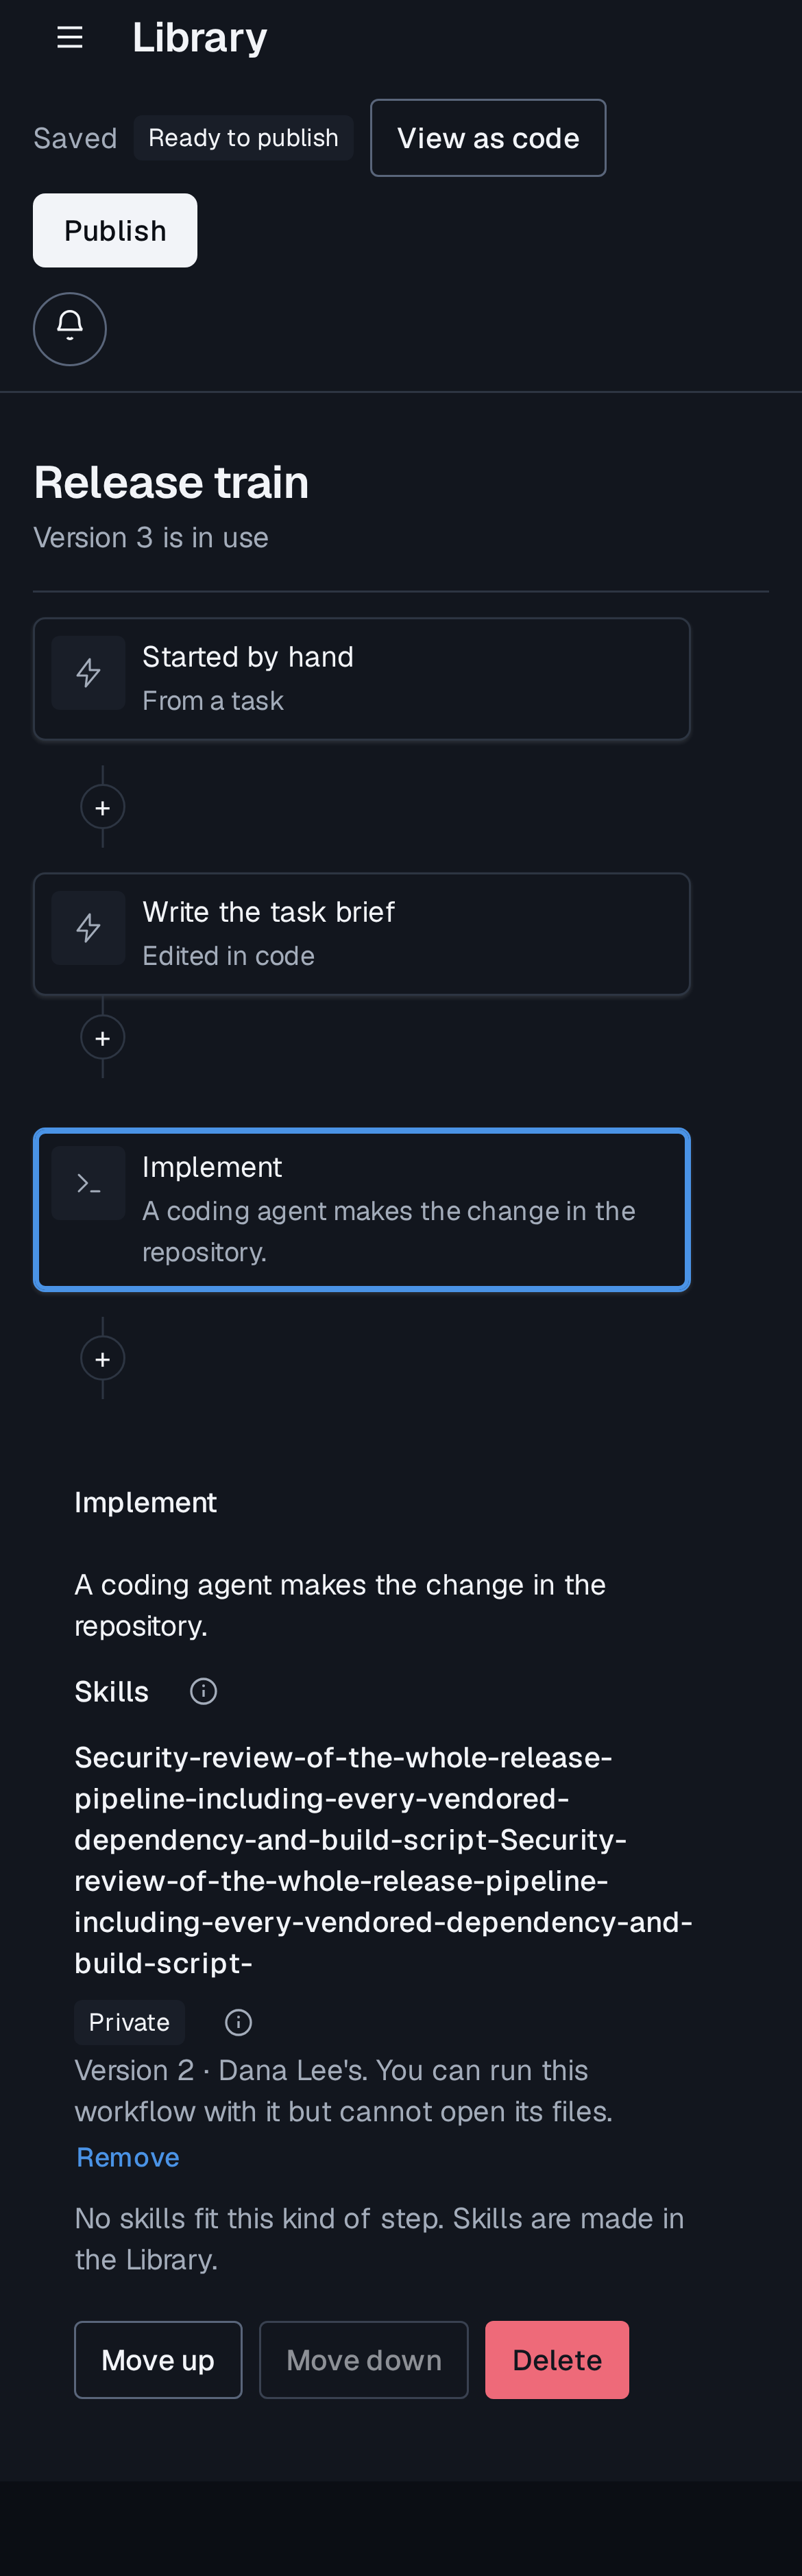 Library
Saved
Ready to publish
View as code
Publish
Release train
Version 3 is in use
Started by hand
From a task
+
Write the task brief
Edited in code
+
Implement
A coding agent makes the change in the
repository.
+
Implement
A coding agent makes the change in the
repository.
Skills
Security-review-of-the-whole-release-
pipeline-including-every-vendored-
dependency-and-build-script-Security-
review-of-the-whole-release-pipeline-
including-every-vendored-dependency-and-
build-script-
Private
Version 2 · Dana Lee's. You can run this
workflow with it but cannot open its files.
Remove
No skills fit this kind of step. Skills are made in
the Library.
Move up
Move down
Delete